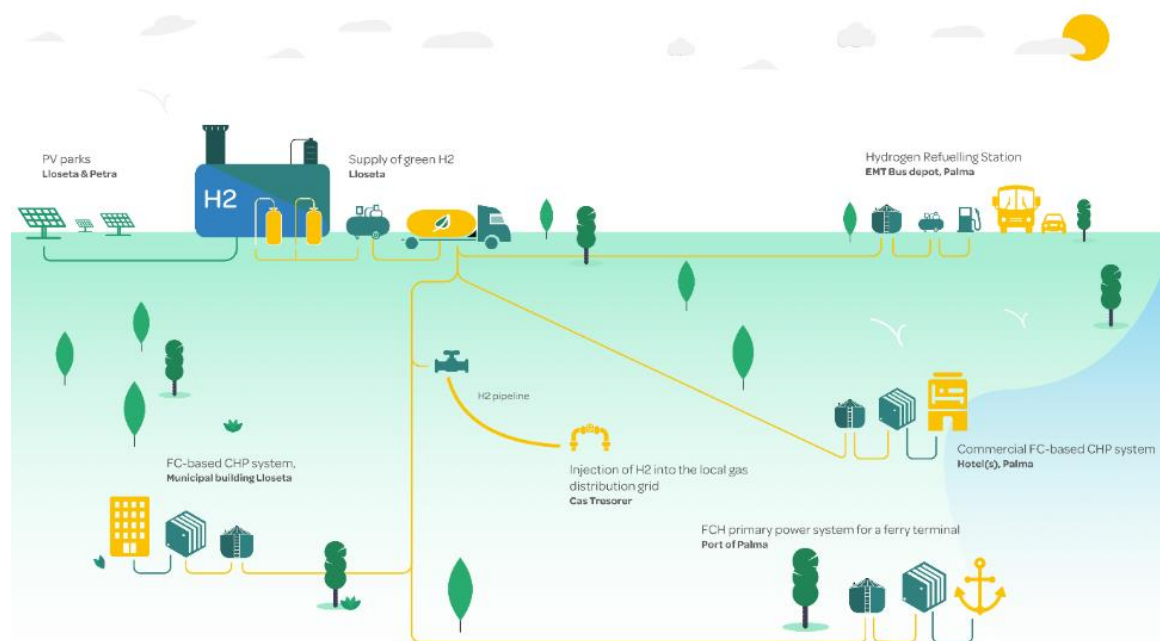 PV parks
Lloseta & Petra
H2
Supply of green H2
Lloseta
Hydrogen Refuelling Station
EMT Bus depot, Palma
H2 pipeline
Injection of H2 into the local gas
distribution grid
Cas Tresorer
Commercial FC-based CHP system
Hotel(s), Palma
FC-based CHP system,
Municipal building Lloseta
FCH primary power system for a ferry terminal
Port of Palma